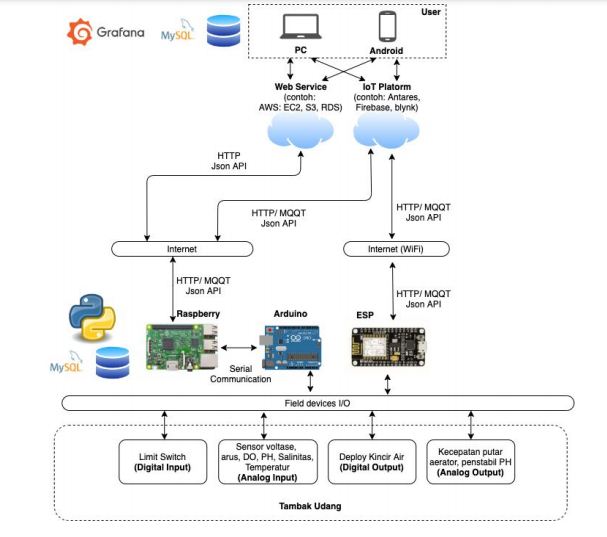 Grafana
MySQL
User
PC
Android
Web Service
(contoh:
AWS: EC2, S3, RDS)
IoT Platorm
(contoh: Antares,
Firebase, blynk)
HTTP
Json API
HTTP/ MQQT
Json API
HTTP/ MQQT
Json API
Internet
Internet (WiFi)
HTTP/ MQQT
Json API
HTTP/ MQQT
Json API
Raspberry
Arduino
ESP
MySQL
Serial
Communication
Field devices I/O
Limit Switch
(Digital Input)
Sensor voltase,
arus, DO, PH, Salinitas,
Temperatur
(Analog Input)
Deploy Kincir Air
(Digital Output)
Kecepatan putar
aerator, penstabil PH
(Analog Output)
Tambak Udang